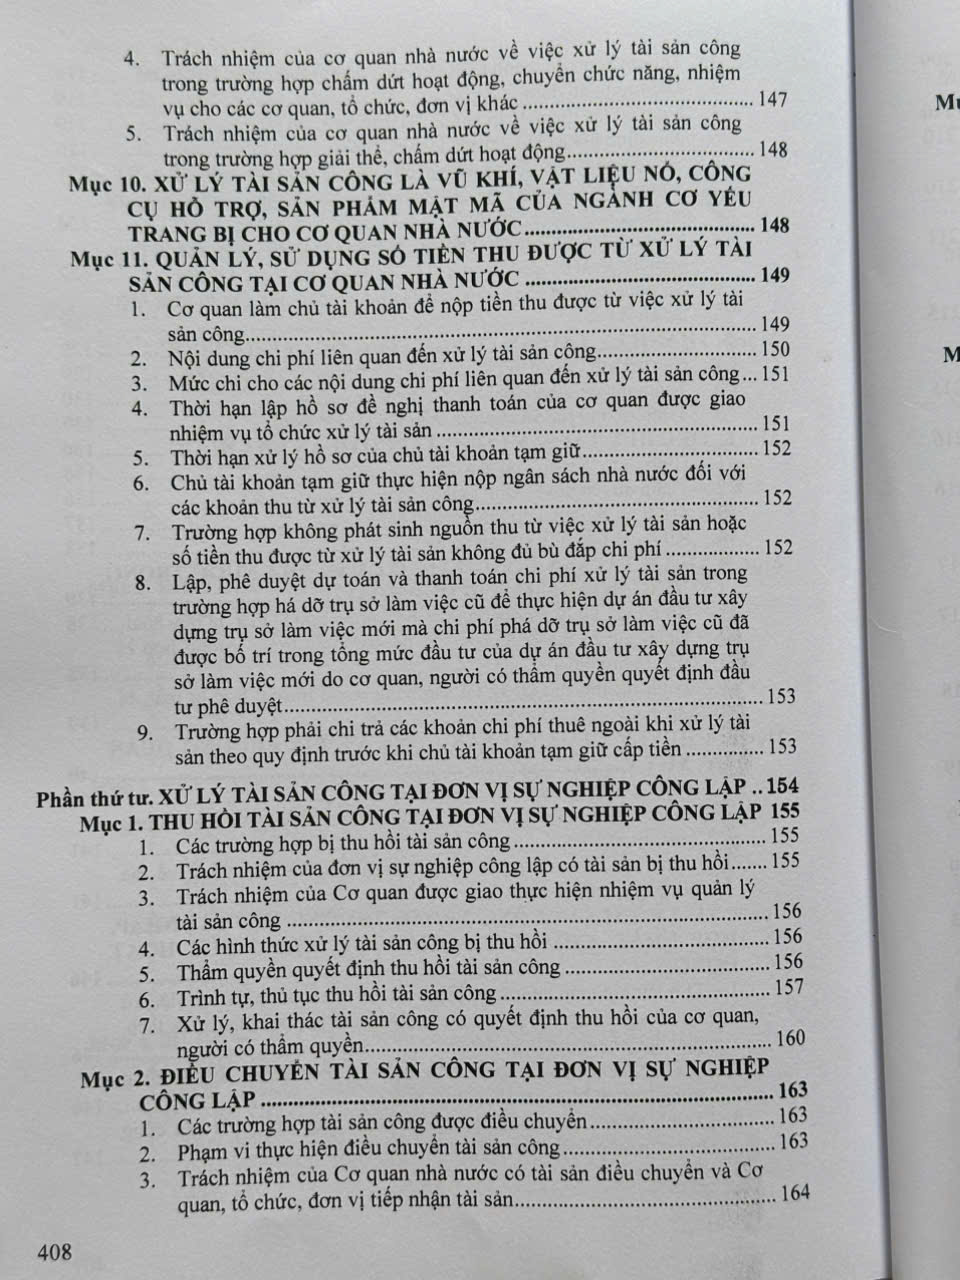 4. Trách nhiệm của cơ quan nhà nước về việc xử lý tài sản công
trong trường hợp chấm dứt hoạt động, chuyển chức năng, nhiệm
vụ cho các cơ quan, tổ chức, đơn vị khác ........................................ 147
5. Trách nhiệm của cơ quan nhà nước về việc xử lý tài sản công
trong trường hợp giải thể, chấm dứt hoạt động................................ 148
Mục 10. XỬ LÝ TÀI SẢN CÔNG LÀ VŨ KHÍ, VẬT LIỆU NỔ, CÔNG
CỤ HỖ TRỢ, SẢN PHẨM MẬT MÃ CỦA NGÀNH CƠ YẾU
TRANG BỊ CHO CƠ QUAN NHÀ NƯỚC........................................ 148
Mục 11. QUẢN LÝ, SỬ DỤNG SỐ TIỀN THU ĐƯỢC TỪ XỬ LÝ TÀI
SẢN CÔNG TẠI CƠ QUAN NHÀ NƯỚC ........................................ 149
1. Cơ quan làm chủ tài khoản để nộp tiền thu được từ việc xử lý tài
sản công........................................................................................ 149
2. Nội dung chi phí liên quan đến xử lý tài sản công........................... 150
3. Mức chi cho các nội dung chi phí liên quan đến xử lý tài sản công ... 151
4. Thời hạn lập hồ sơ đề nghị thanh toán của cơ quan được giao
nhiệm vụ tổ chức xử lý tài sản ........................................................ 151
5. Thời hạn xử lý hồ sơ của chủ tài khoản tạm giữ............................... 152
6. Chủ tài khoản tạm giữ thực hiện nộp ngân sách nhà nước đối với
các khoản thu từ xử lý tài sản công.................................................. 152
7. Trường hợp không phát sinh nguồn thu từ việc xử lý tài sản hoặc
số tiền thu được từ xử lý tài sản không đủ bù đắp chi phí ................ 152
8. Lập, phê duyệt dự toán và thanh toán chi phí xử lý tài sản trong
trường hợp há dỡ trụ sở làm việc cũ để thực hiện dự án đầu tư xây
dựng trụ sở làm việc mới mà chi phí phá dỡ trụ sở làm việc cũ đã
được bố trí trong tổng mức đầu tư của dự án đầu tư xây dựng trụ
sở làm việc mới do cơ quan, người có thẩm quyền quyết định đầu
tư phê duyệt.................................................................................. 153
9. Trường hợp phải chi trả các khoản chi phí thuê ngoài khi xử lý tài
sản theo quy định trước khi chủ tài khoản tạm giữ cấp tiền .............. 153
Phần thứ tư. XỬ LÝ TÀI SẢN CÔNG TẠI ĐƠN VỊ SỰ NGHIỆP CÔNG LẬP .. 154
Mục 1. THU HỒI TÀI SẢN CÔNG TẠI ĐƠN VỊ SỰ NGHIỆP CÔNG LẬP 155
1. Các trường hợp bị thu hồi tài sản công ............................................ 155
2. Trách nhiệm của đơn vị sự nghiệp công lập có tài sản bị thu hồi...... 155
3. Trách nhiệm của Cơ quan được giao thực hiện nhiệm vụ quản lý
tài sản công .................................................................................. 156
4. Các hình thức xử lý tài sản công bị thu hồi ...................................... 156
5. Thẩm quyền quyết định thu hồi tài sản công .................................... 156
6. Trình tự, thủ tục thu hồi tài sản công ............................................... 157
7. Xử lý, khai thác tài sản công có quyết định thu hồi của cơ quan,
người có thẩm quyền...................................................................... 160
Mục 2. ĐIỀU CHUYỂN TÀI SẢN CÔNG TẠI ĐƠN VỊ SỰ NGHIỆP
CÔNG LẬP .................................................................................. 163
1. Các trường hợp tài sản công được điều chuyển................................ 163
2. Phạm vi thực hiện điều chuyển tài sản công..................................... 163
3. Trách nhiệm của Cơ quan nhà nước có tài sản điều chuyển và Cơ
quan, tổ chức, đơn vị tiếp nhận tài sản............................................. 164
408
M